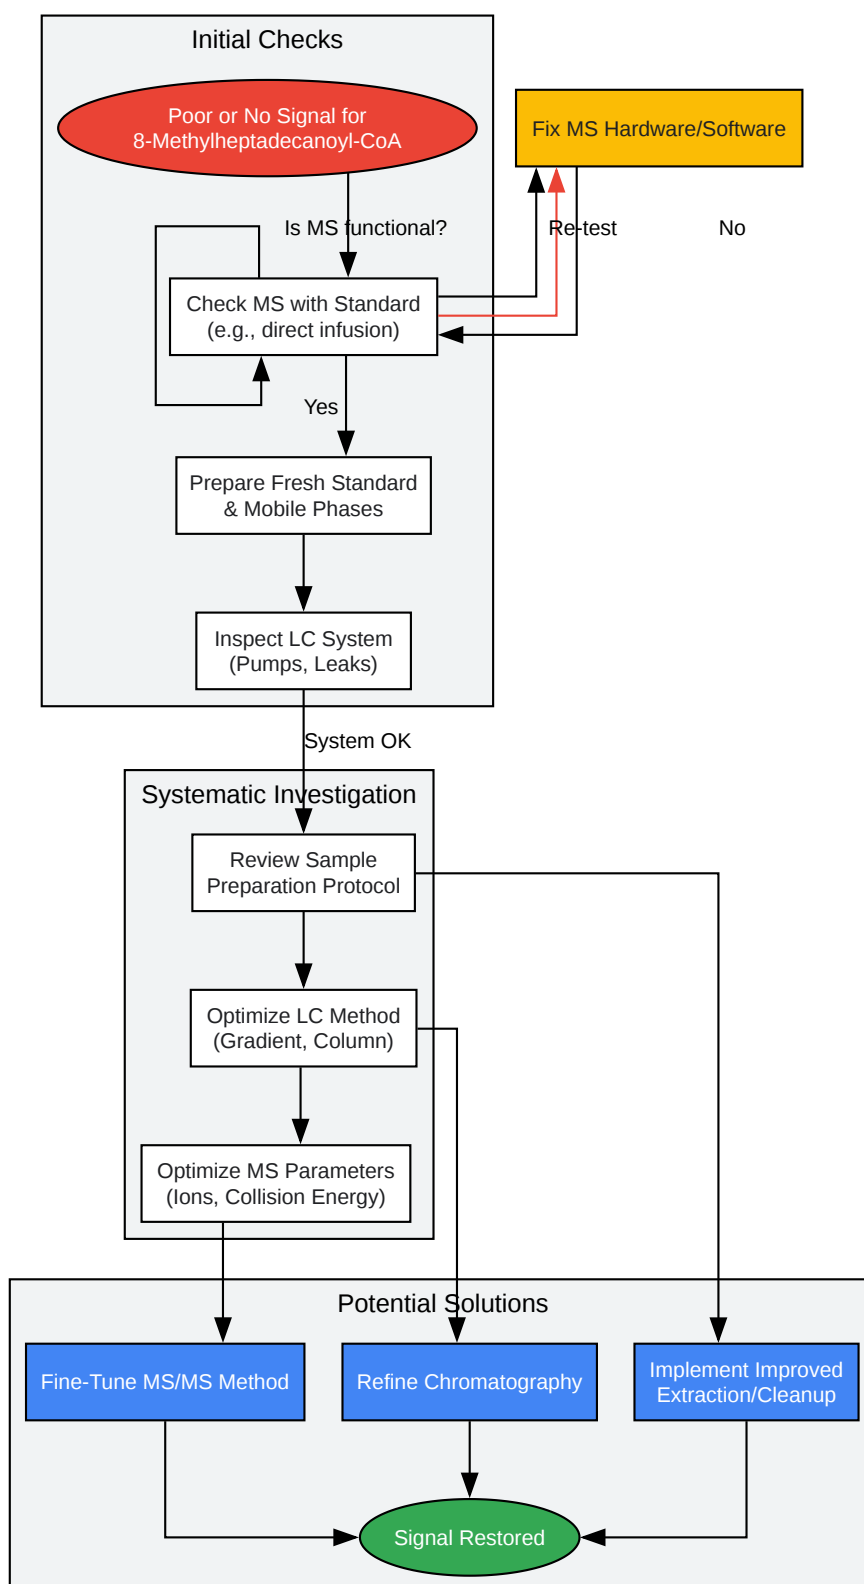 Initial Checks
Poor or No Signal for
8-Methylheptadecanoyl-CoA
Fix MS Hardware/Software
Is MS functional?
Re-test
No
Check MS with Standard
(e.g., direct infusion)
Yes
Prepare Fresh Standard
& Mobile Phases
Inspect LC System
(Pumps, Leaks)
System OK
Systematic Investigation
Review Sample
Preparation Protocol
Optimize LC Method
(Gradient, Column)
Optimize MS Parameters
(Ions, Collision Energy)
Potential Solutions
Fine-Tune MS/MS Method
Refine Chromatography
Implement Improved
Extraction/Cleanup
Signal Restored